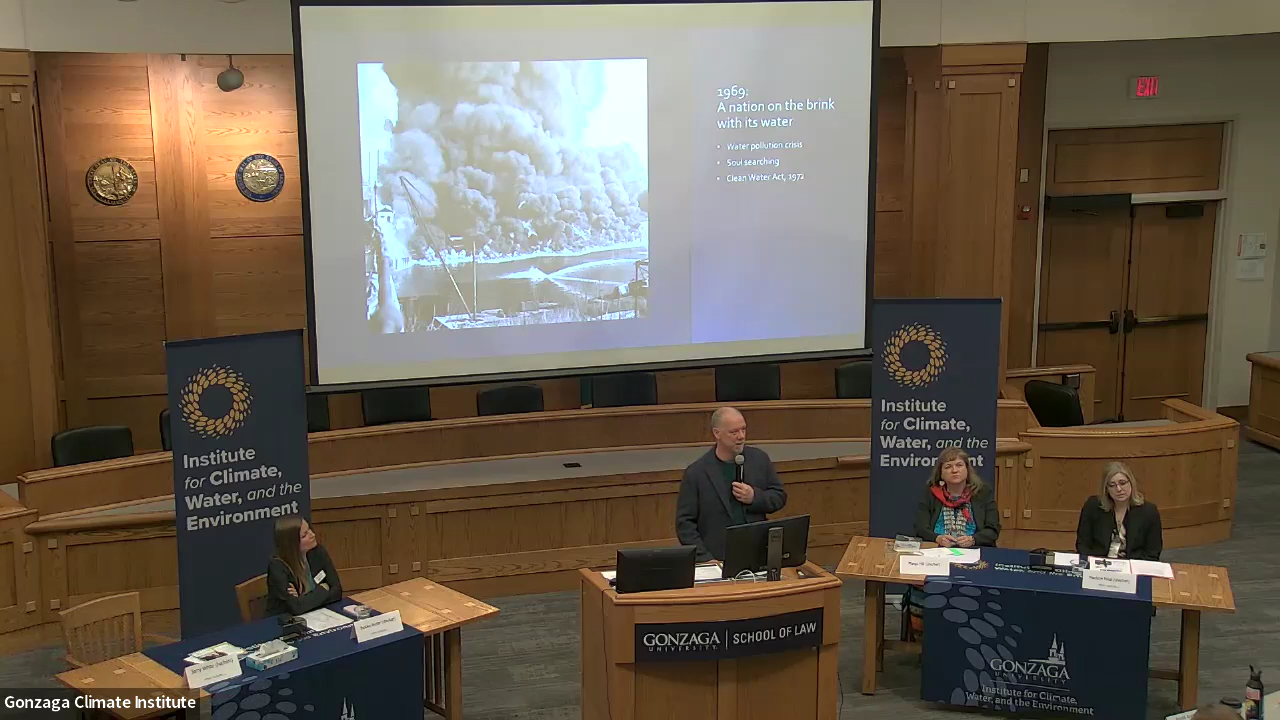 1969:
A nation on the brink
with its water
• Water pollution crisis
• Soul searching
• Clean Water Act, 1972
EXIT
Institute
for Climate,
Water, and the
Environment
Institute
for Climate,
Water, and the
GONZAGA
UNIVERSITY
SCHOOL OF LAW
GONZAGA
UNIVERSITY
Institute for Climate,
Water, and the Environment
Gonzaga Climate Institute